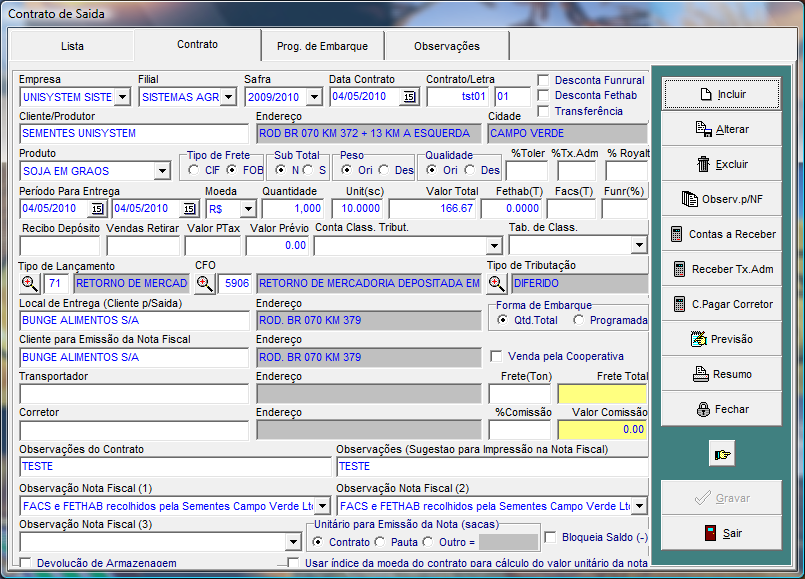 Contrato de Saida
Lista Contrato Prog. de Embarque Observações
Empresa Filial Safra Data Contrato Contrato/Letra
Desconta Funrural
UNISYSTEM SISTE SISTEMAS AGR 2009/2010 04/05/2010 15 tst01 01
Desconta Fethab
Transferência
Cliente/Produtor Endereço Cidade
SEMENTES UNISYSTEM ROD BR 070 KM 372 + 13 KM A ESQUERDA CAMPO VERDE
Produto Tipo de Frete Sub Total Peso Qualidade %Toler %Tx.Adm % Royalt
SOJA EM GRAOS CIF FOB N S Ori Des Ori Des
Período Para Entrega Moeda Quantidade Unit(sc) Valor Total Fethab(T) Facs(T) Funr(%)
04/05/2010 15 04/05/2010 15 R$ 1,000 10.0000 166.67 0.0000
Recibo Depósito Vendas Retirar Valor PTax Valor Prévio Conta Class. Tribut. Tab. de Class.
0.00
Tipo de Lançamento CFO Tipo de Tributação
71 RETORNO DE MERCAD 5906 RETORNO DE MERCADORIA DEPOSITADA EM DIFERIDO
Local de Entrega (Cliente p/Saida) Endereço Forma de Embarque
BUNGE ALIMENTOS S/A ROD. BR 070 KM 379 Qtd.Total Programada
Cliente para Emissão da Nota Fiscal Endereço
BUNGE ALIMENTOS S/A ROD. BR 070 KM 379 Venda pela Cooperativa
Transportador Endereço Frete(Ton) Frete Total
Corretor Endereço %Comissão Valor Comissão
0.00
Observações do Contrato Observações (Sugestao para Impressão na Nota Fiscal)
TESTE TESTE
Observação Nota Fiscal (1) Observação Nota Fiscal (2)
FACS e FETHAB recolhidos pela Sementes Campo Verde Ltd FACS e FETHAB recolhidos pela Sementes Campo Verde Ltd
Observação Nota Fiscal (3) Unitário para Emissão da Nota (sacas)
Contrato Pauta Outro = Bloqueia Saldo (-)
Devolução de Armazenagem Usar índice da moeda do contrato para cálculo do valor unitário da nota
Incluir
Alterar
Excluir
Observ.p/NF
Contas a Receber
Receber Tx.Adm
C.Pagar Corretor
Previsão
Resumo
Fechar
Gravar
Sair